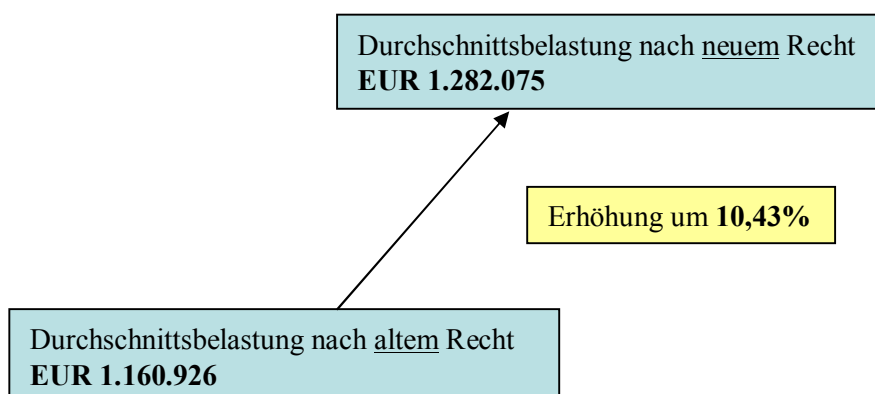 Durchschnittsbelastung nach neuem Recht
EUR 1.282.075
Erhöhung um 10,43%
Durchschnittsbelastung nach altem Recht
EUR 1.160.926